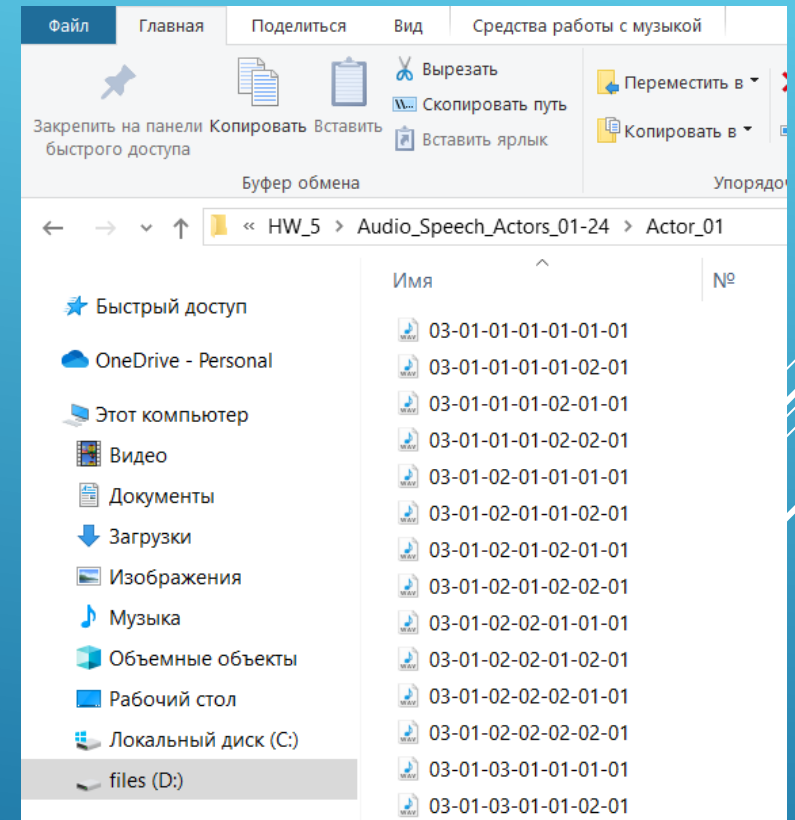 Файл Главная Поделиться Вид Средства работы с музыкой
Вырезать
Скопировать путь
Вставить ярлык
Закрепить на панели быстрого доступа
Копировать
Вставить
Переместить в
Копировать в
Буфер обмена
Упорядо
« HW_5 > Audio_Speech_Actors_01-24 > Actor_01
Имя №
Быстрый доступ
OneDrive - Personal
Этот компьютер
Видео
Документы
Загрузки
Изображения
Музыка
Объемные объекты
Рабочий стол
Локальный диск (C:)
files (D:)
03-01-01-01-01-01-01
03-01-01-01-01-02-01
03-01-01-01-02-01-01
03-01-01-01-02-02-01
03-01-02-01-01-01-01
03-01-02-01-01-02-01
03-01-02-01-02-01-01
03-01-02-01-02-02-01
03-01-02-02-01-01-01
03-01-02-02-01-02-01
03-01-02-02-02-01-01
03-01-02-02-02-02-01
03-01-03-01-01-01-01
03-01-03-01-01-02-01